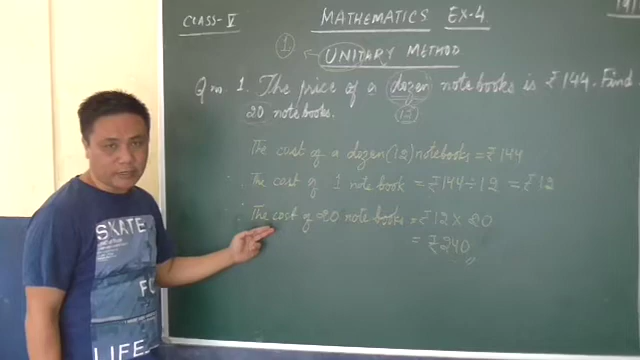 CLASS-V
MATHEMATICS EX-4
1
UNITARY METHOD
Qn. 1. The price of a dozen notebooks is ₹144. Find
20 notebooks.
12
The cost of a dozen (12) notebooks = ₹144
∴ The cost of 1 note book = ₹144÷12 = ₹12
∴ The cost of 20 note books = ₹12 x 20
= ₹240
SKATE
FO
LIFE